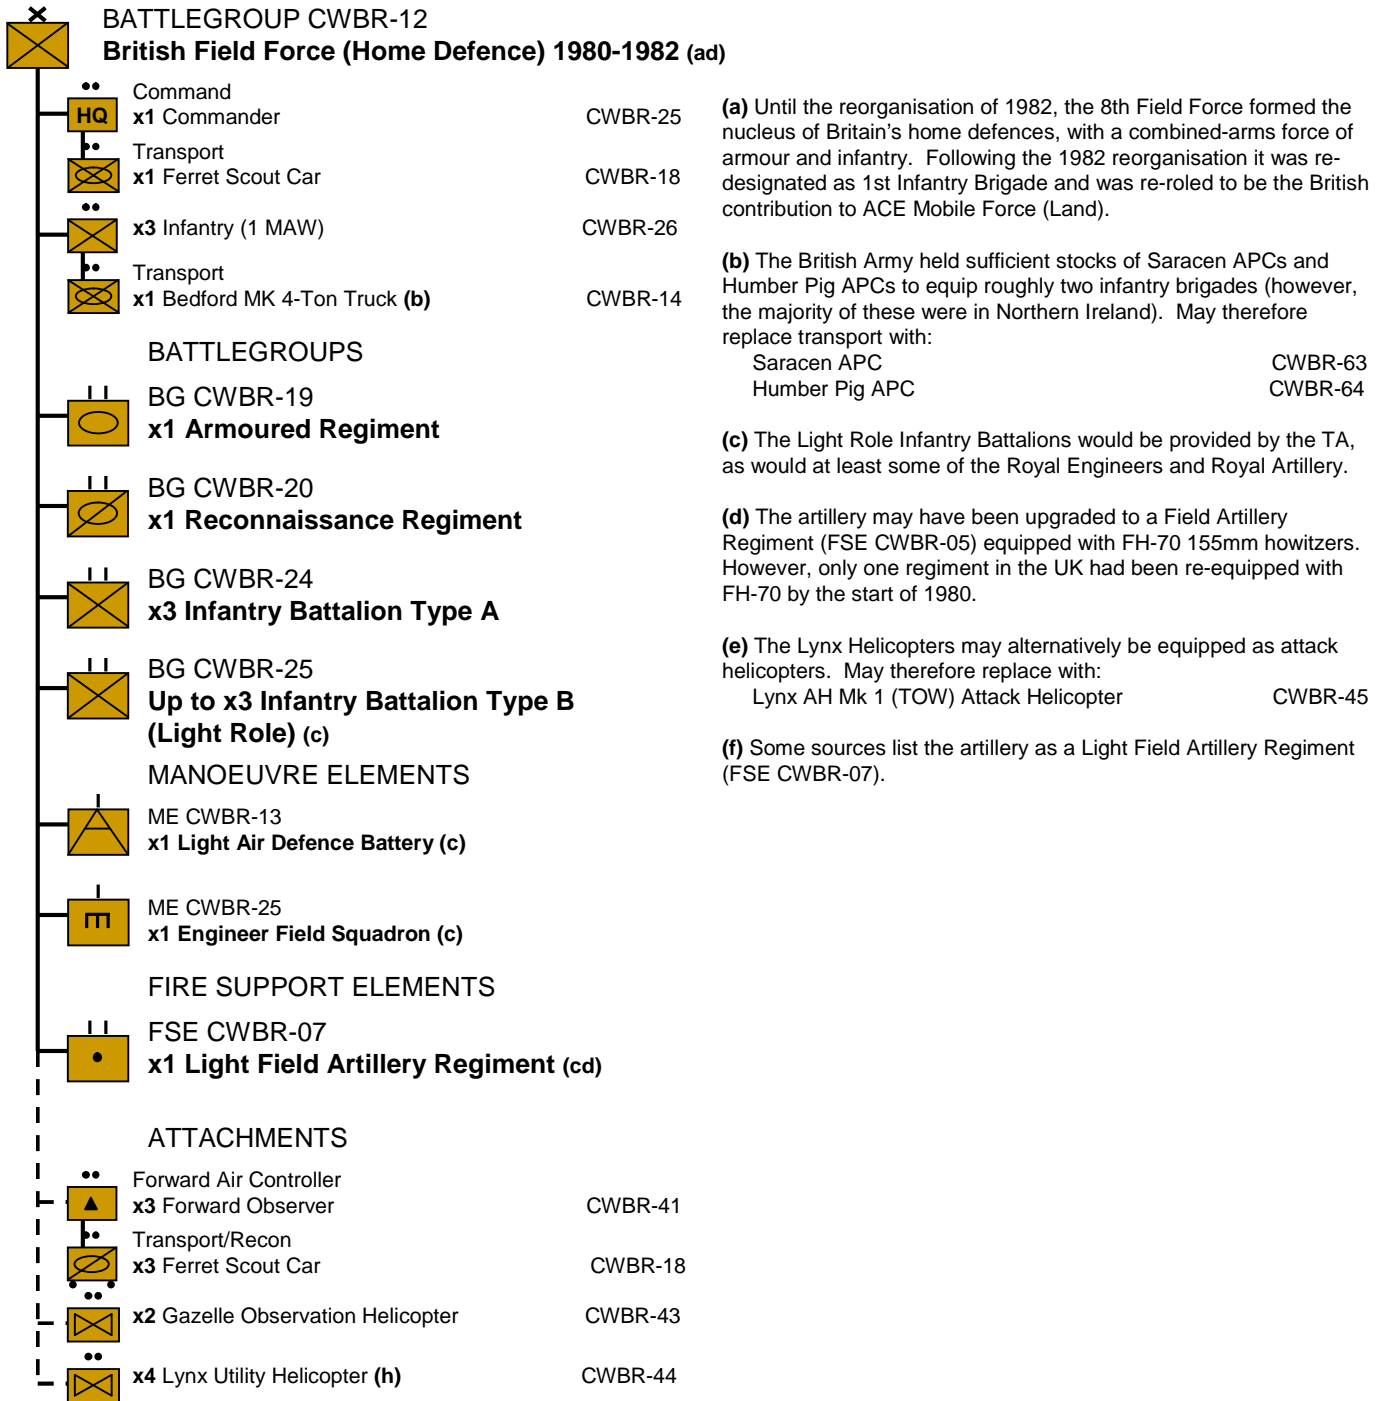 BATTLEGROUP CWBR-12
British Field Force (Home Defence) 1980-1982 (ad)
Command
HQ x1 Commander CWBR-25
Transport
x1 Ferret Scout Car CWBR-18
x3 Infantry (1 MAW) CWBR-26
Transport
x1 Bedford MK 4-Ton Truck (b) CWBR-14
BATTLEGROUPS
BG CWBR-19
x1 Armoured Regiment
BG CWBR-20
x1 Reconnaissance Regiment
BG CWBR-24
x3 Infantry Battalion Type A
BG CWBR-25
Up to x3 Infantry Battalion Type B
(Light Role) (c)
MANOEUVRE ELEMENTS
ME CWBR-13
x1 Light Air Defence Battery (c)
ME CWBR-25
x1 Engineer Field Squadron (c)
FIRE SUPPORT ELEMENTS
FSE CWBR-07
x1 Light Field Artillery Regiment (cd)
ATTACHMENTS
Forward Air Controller
x3 Forward Observer CWBR-41
Transport/Recon
x3 Ferret Scout Car CWBR-18
x2 Gazelle Observation Helicopter CWBR-43
x4 Lynx Utility Helicopter (h) CWBR-44
(a) Until the reorganisation of 1982, the 8th Field Force formed the
nucleus of Britain's home defences, with a combined-arms force of
armour and infantry. Following the 1982 reorganisation it was re-
designated as 1st Infantry Brigade and was re-roled to be the British
contribution to ACE Mobile Force (Land).
(b) The British Army held sufficient stocks of Saracen APCs and
Humber Pig APCs to equip roughly two infantry brigades (however,
the majority of these were in Northern Ireland). May therefore
replace transport with:
Saracen APC CWBR-63
Humber Pig APC CWBR-64
(c) The Light Role Infantry Battalions would be provided by the TA,
as would at least some of the Royal Engineers and Royal Artillery.
(d) The artillery may have been upgraded to a Field Artillery
Regiment (FSE CWBR-05) equipped with FH-70 155mm howitzers.
However, only one regiment in the UK had been re-equipped with
FH-70 by the start of 1980.
(e) The Lynx Helicopters may alternatively be equipped as attack
helicopters. May therefore replace with:
Lynx AH Mk 1 (TOW) Attack Helicopter CWBR-45
(f) Some sources list the artillery as a Light Field Artillery Regiment
(FSE CWBR-07).